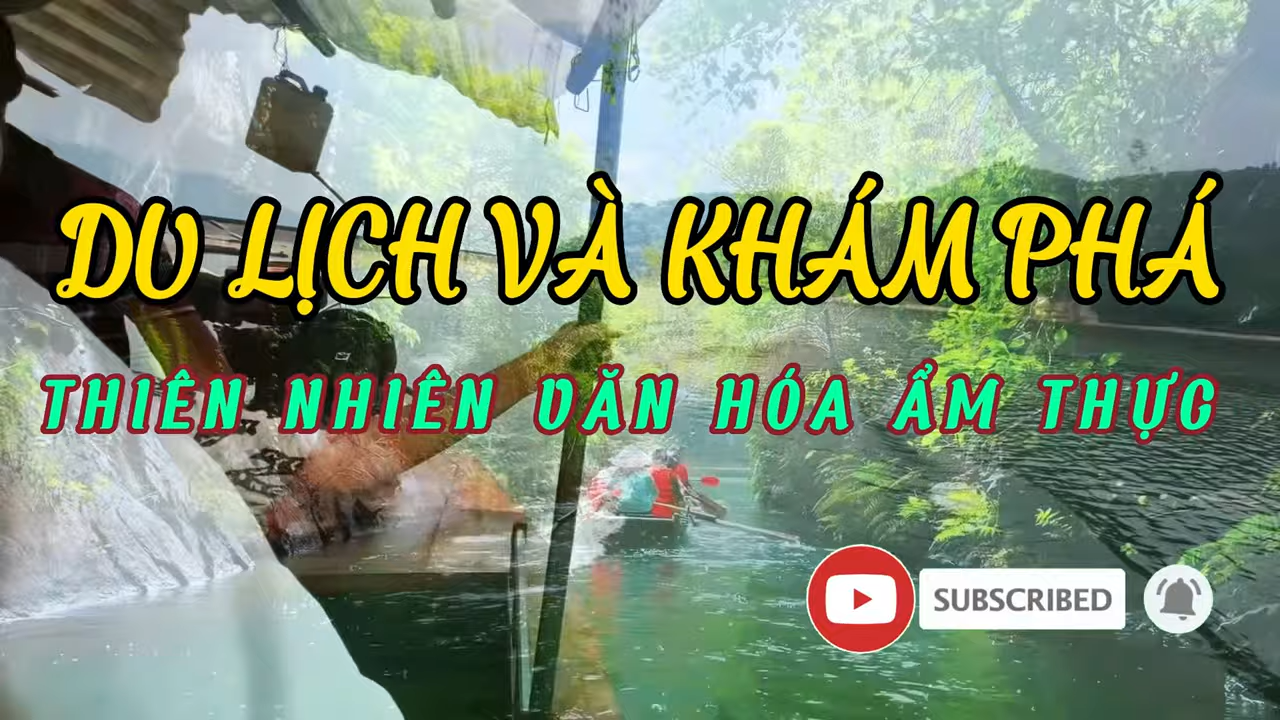 DU LỊCH VÀ KHÁM PHÁ
THIÊN NHIÊN VĂN HÓA ẨM THỰC
SUBSCRIBED